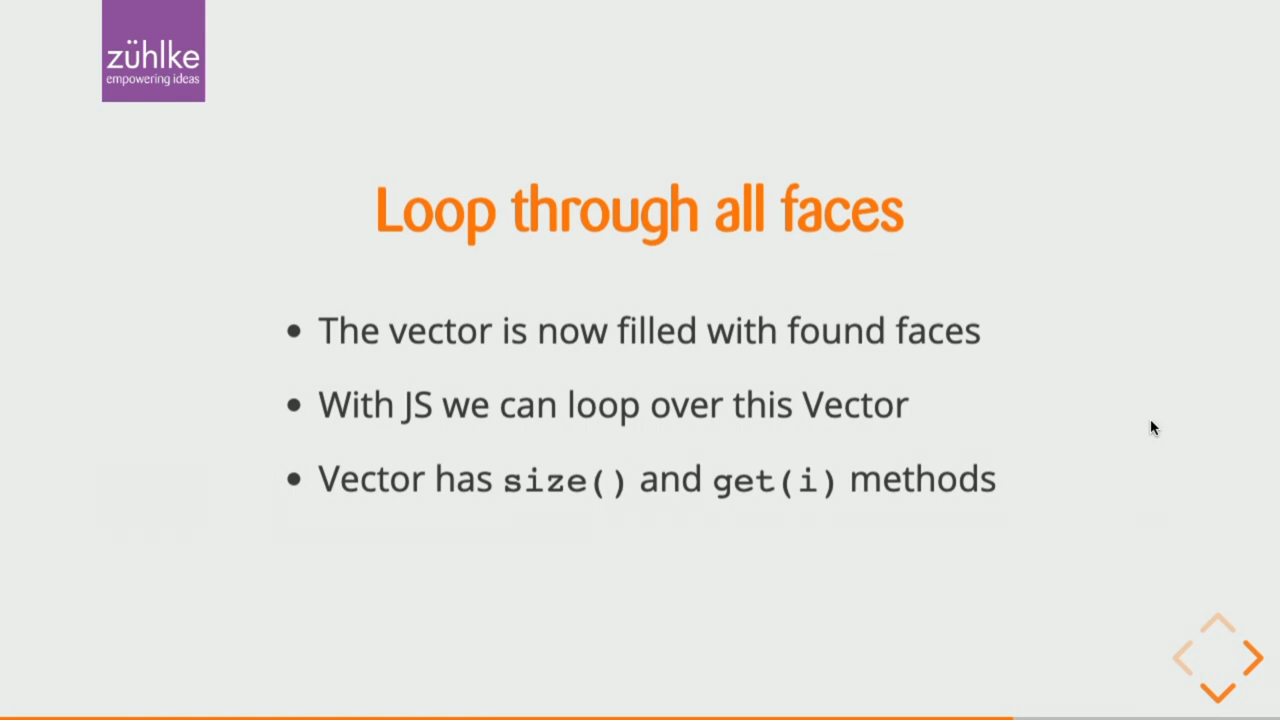 zühlke
empowering ideas
Loop through all faces
The vector is now filled with found faces
With JS we can loop over this Vector
Vector has size() and get(i) methods